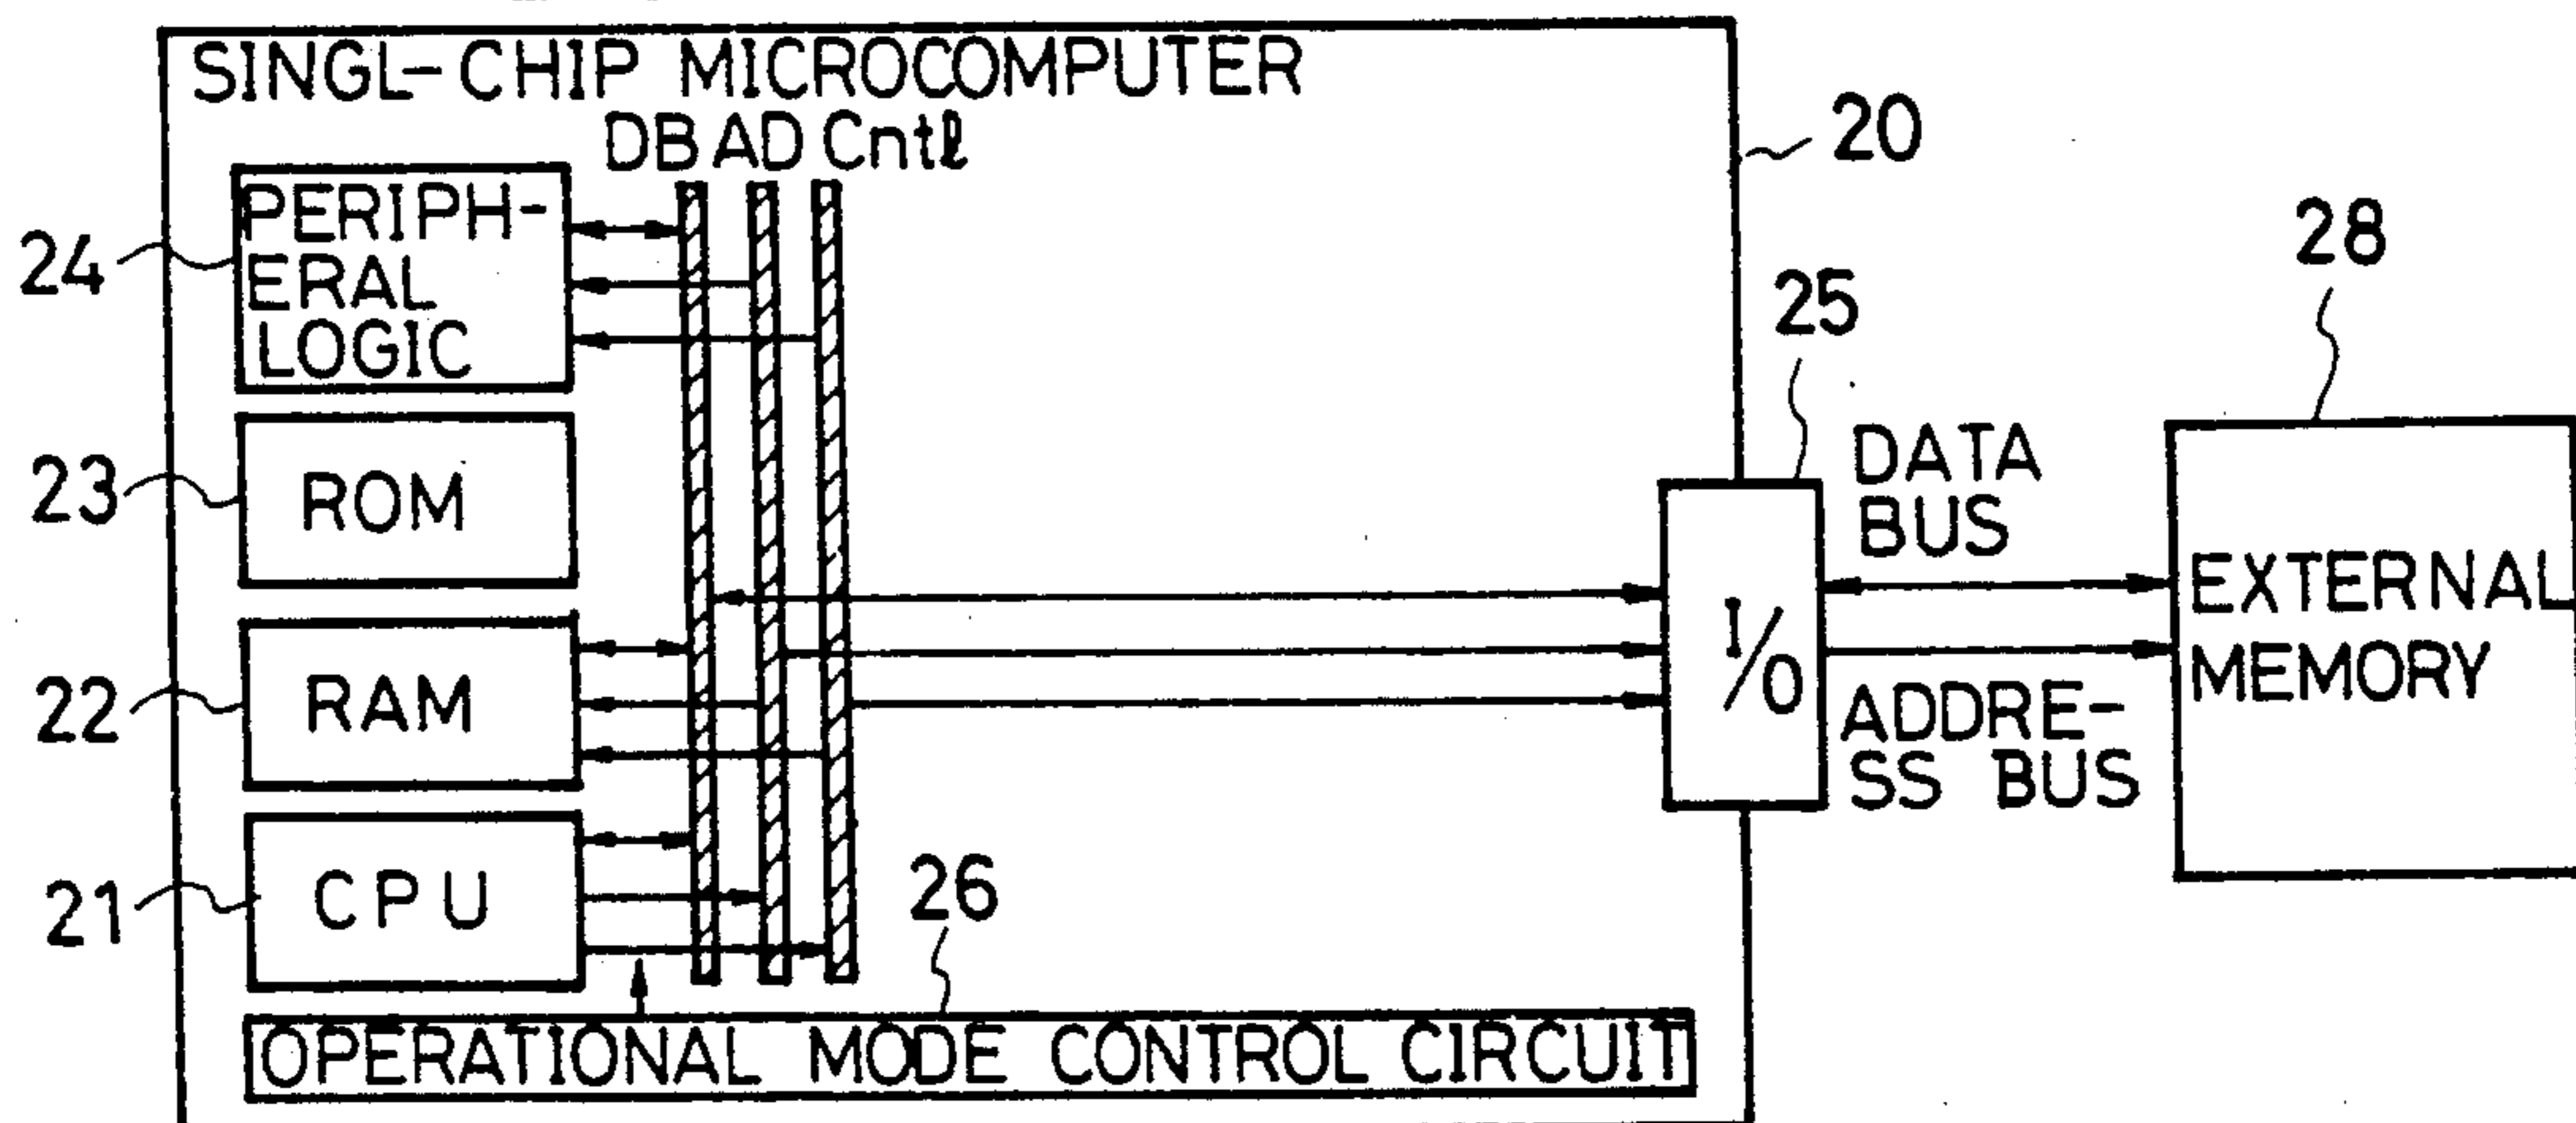 SINGL-CHIP MICROCOMPUTER
DB AD Cntl
20
PERIPH-
ERAL
LOGIC
24
28
25
ROM
23
DATA
BUS
I/O
EXTERNAL
MEMORY
RAM
22
ADDRE-
SS BUS
CPU
21
26
OPERATIONAL MODE CONTROL CIRCUIT